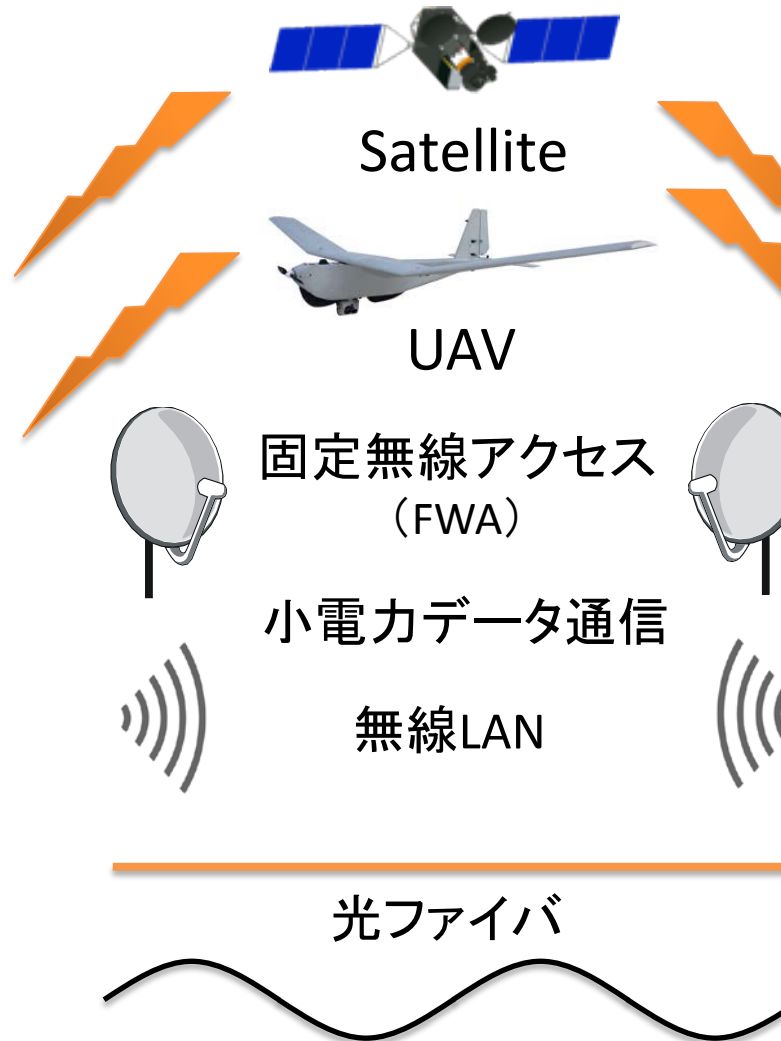 Satellite
UAV
固定無線アクセス
（FWA）
小電力データ通信
無線LAN
光ファイバ